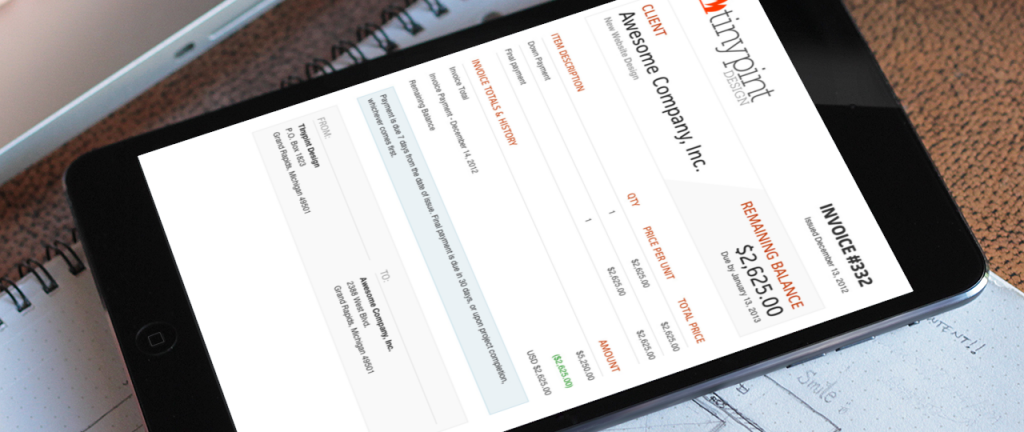 tinypint
DESIGN
INVOICE #332
Issued December 13, 2012
CLIENT
Awesome Company, Inc.
New Website Design
REMAINING BALANCE
$2,625.00
Due by January 13, 2013
ITEM DESCRIPTION QTY PRICE PER UNIT TOTAL PRICE
Down Payment 1 $2,625.00 $2,625.00
Final payment 1 $2,625.00 $2,625.00
INVOICE TOTALS & HISTORY AMOUNT
Invoice Total $5,250.00
Invoice Payment - December 14, 2012 ($2,625.00)
Remaining Balance USD $2,625.00
Payment is due 7 days from the date of issue. Final payment is due in 30 days, or upon project completion,
whichever comes first.
FROM: TO:
Tinypint Design Awesome Company, Inc.
P.O. Box 1823 2388 West Blvd.
Grand Rapids, Michigan 49501 Grand Rapids, Michigan 49501
Smile